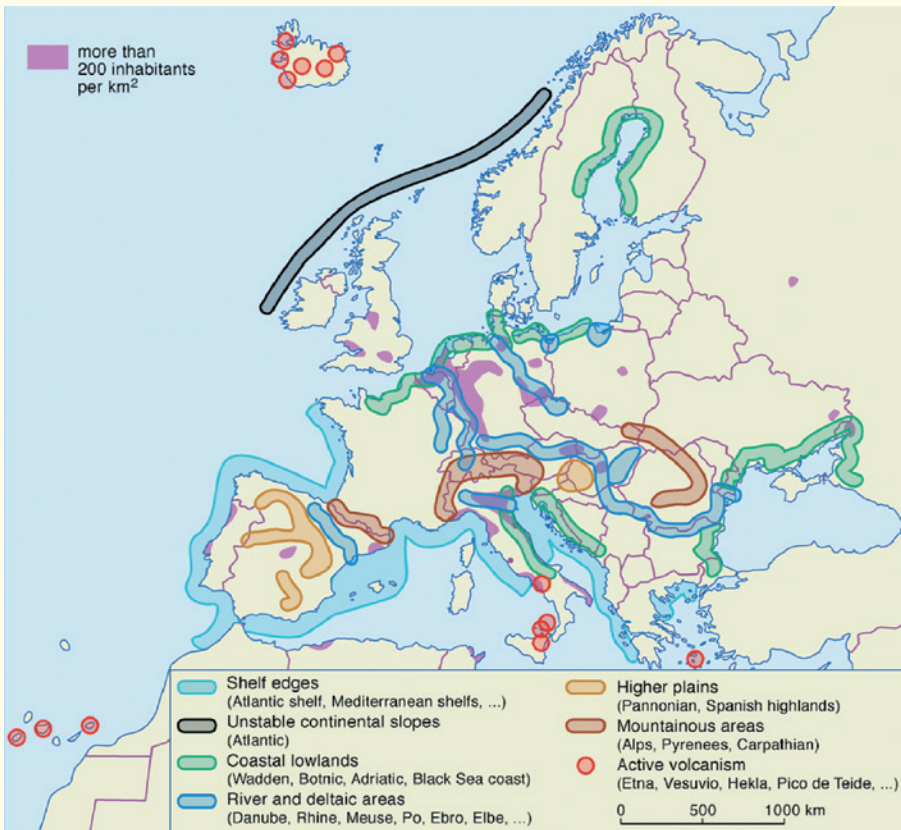 more than
200 inhabitants
per km²
Shelf edges
(Atlantic shelf, Mediterranean shelfs, ...)
Unstable continental slopes
(Atlantic)
Coastal lowlands
(Wadden, Botnic, Adriatic, Black Sea coast)
River and deltaic areas
(Danube, Rhine, Meuse, Po, Ebro, Elbe, ...)
Higher plains
(Pannonian, Spanish highlands)
Mountainous areas
(Alps, Pyrenees, Carpathian)
Active volcanism
(Etna, Vesuvio, Hekla, Pico de Teide, ...)
0 500 1000 km